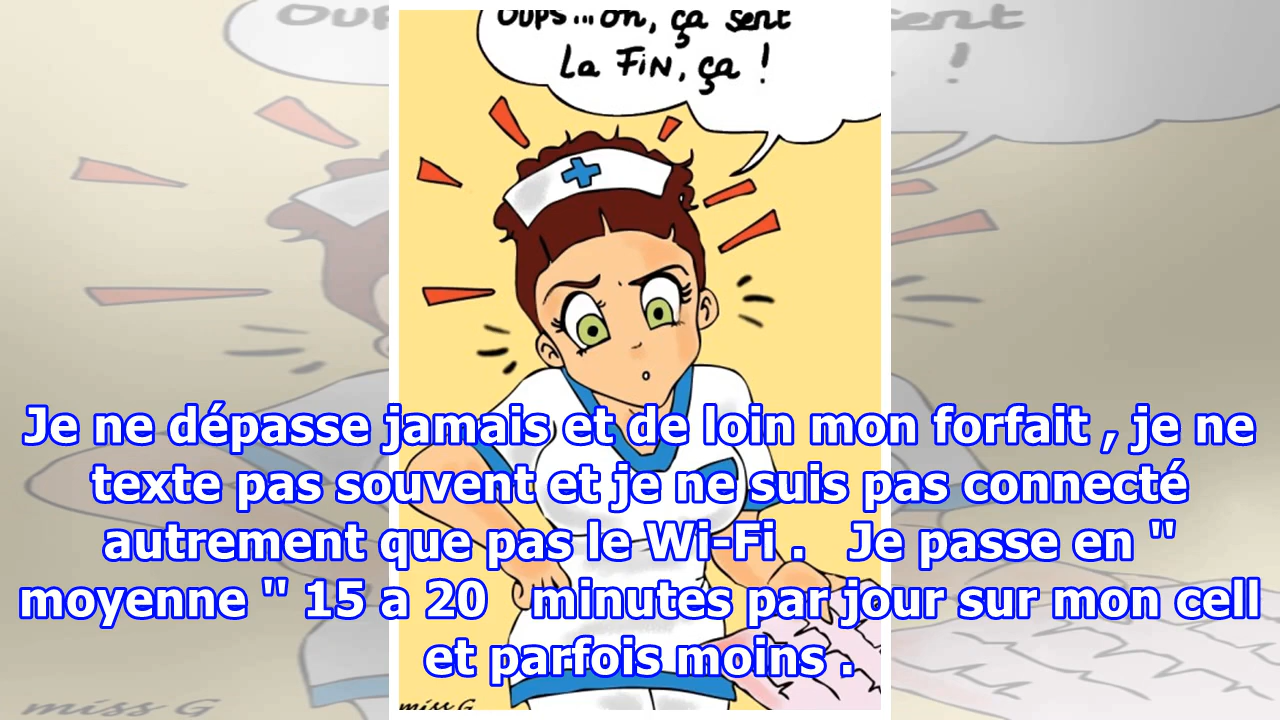 OUPS...oh, ça sent
La FiN, ça !
Je ne dépasse jamais et de loin mon forfait , je ne
texte pas souvent et je ne suis pas connecté
autrement que pas le Wi-Fi .   Je passe en "
moyenne " 15 a 20   minutes par jour sur mon cell
et parfois moins .
miss G
miss G